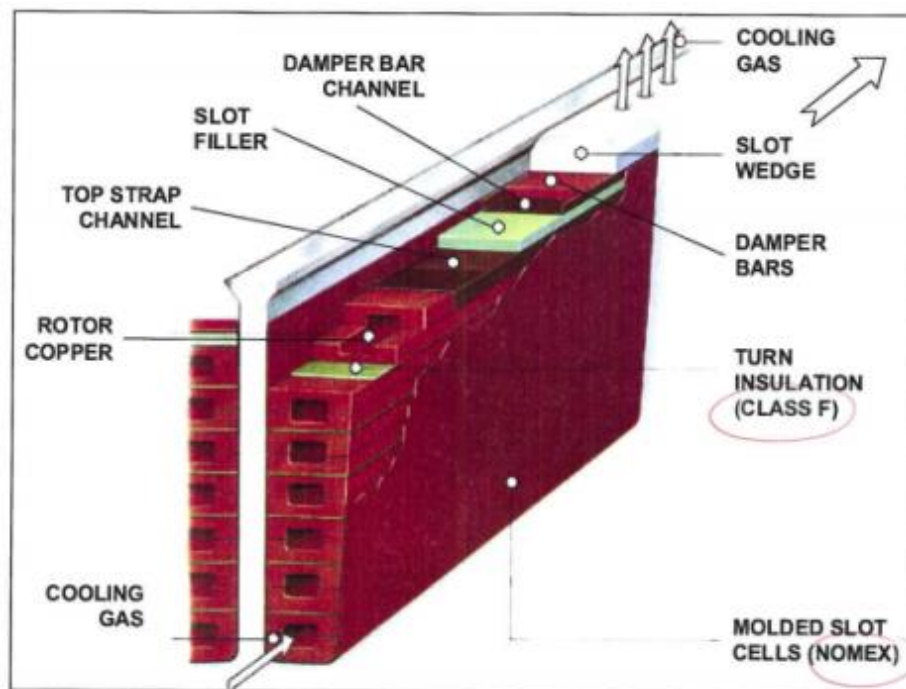 COOLING
GAS
DAMPER BAR
CHANNEL
SLOT
FILLER
SLOT
WEDGE
TOP STRAP
CHANNEL
DAMPER
BARS
ROTOR
COPPER
TURN
INSULATION
(CLASS F)
COOLING
GAS
MOLDED SLOT
CELLS (NOMEX)